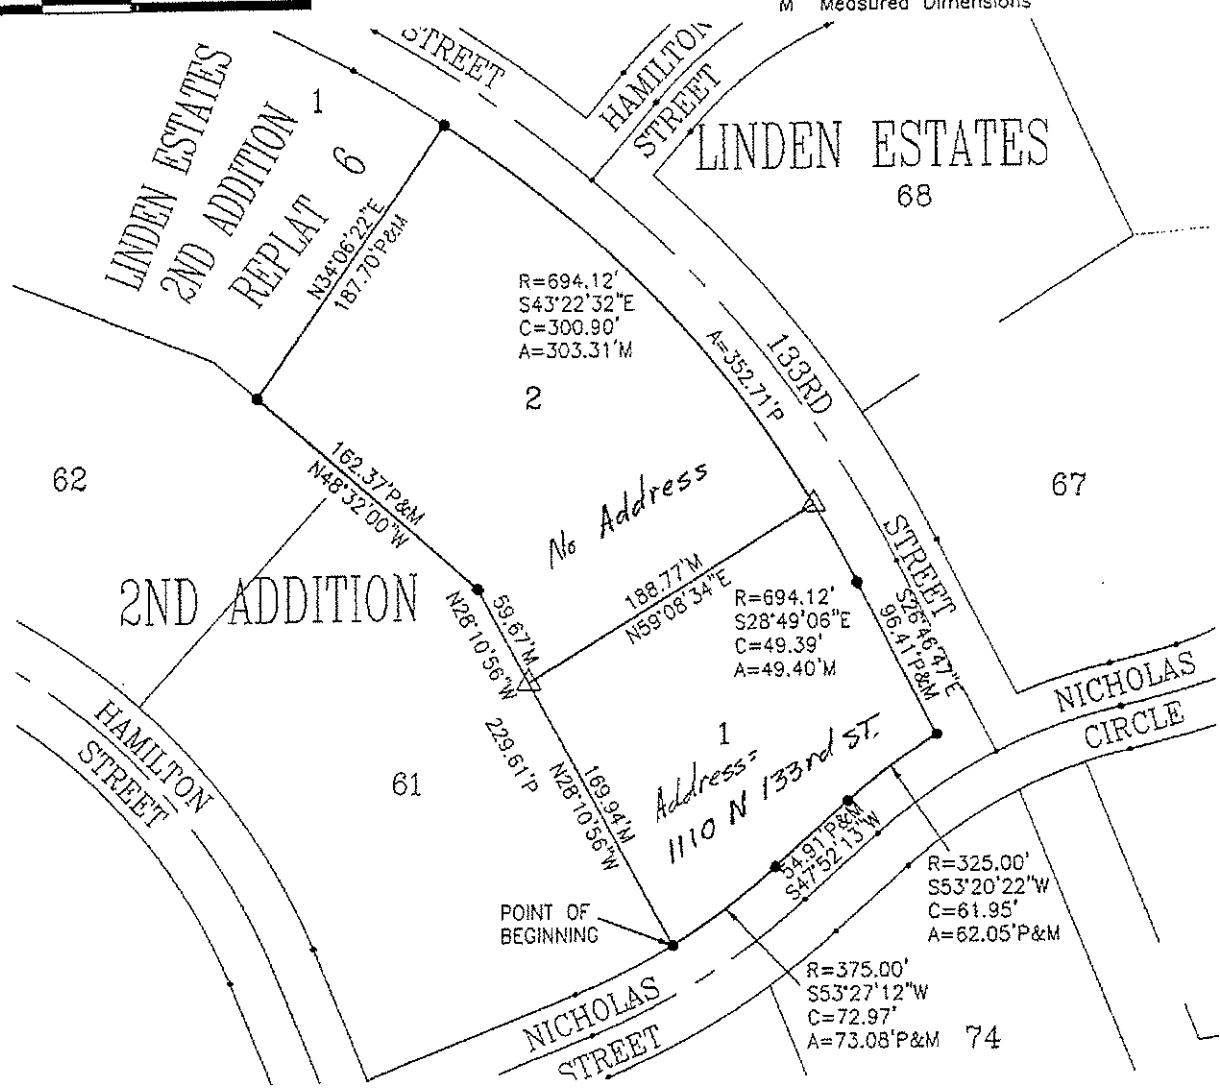 M Measured Dimensions
STREET
HAMILTON
STREET
LINDEN ESTATES
2ND ADDITION
REPLAT 6
1
LINDEN ESTATES
68
N34°06'22"E
187.70'P&M
R=694.12'
S43°22'32"E
C=300.90'
A=303.31'M
A=352.71'P
133RD
STREET
2
62
162.37'P&M
N48°32'00"W
No Address
67
2ND ADDITION
59.67'M
N28°10'56"W
188.77'M
N59°08'34"E
R=694.12'
S28°49'06"E
C=49.39'
A=49.40'M
S26°46'47"E
96.41'P&M
NICHOLAS
CIRCLE
HAMILTON
STREET
61
229.61'P
169.94'M
N28°10'56"W
1
Address=
1110 N 133rd ST.
54.91'P&M
S47°52'13"W
R=325.00'
S53°20'22"W
C=61.95'
A=62.05'P&M
POINT OF
BEGINNING
R=375.00'
S53°27'12"W
C=72.97'
A=73.08'P&M
74
NICHOLAS
STREET